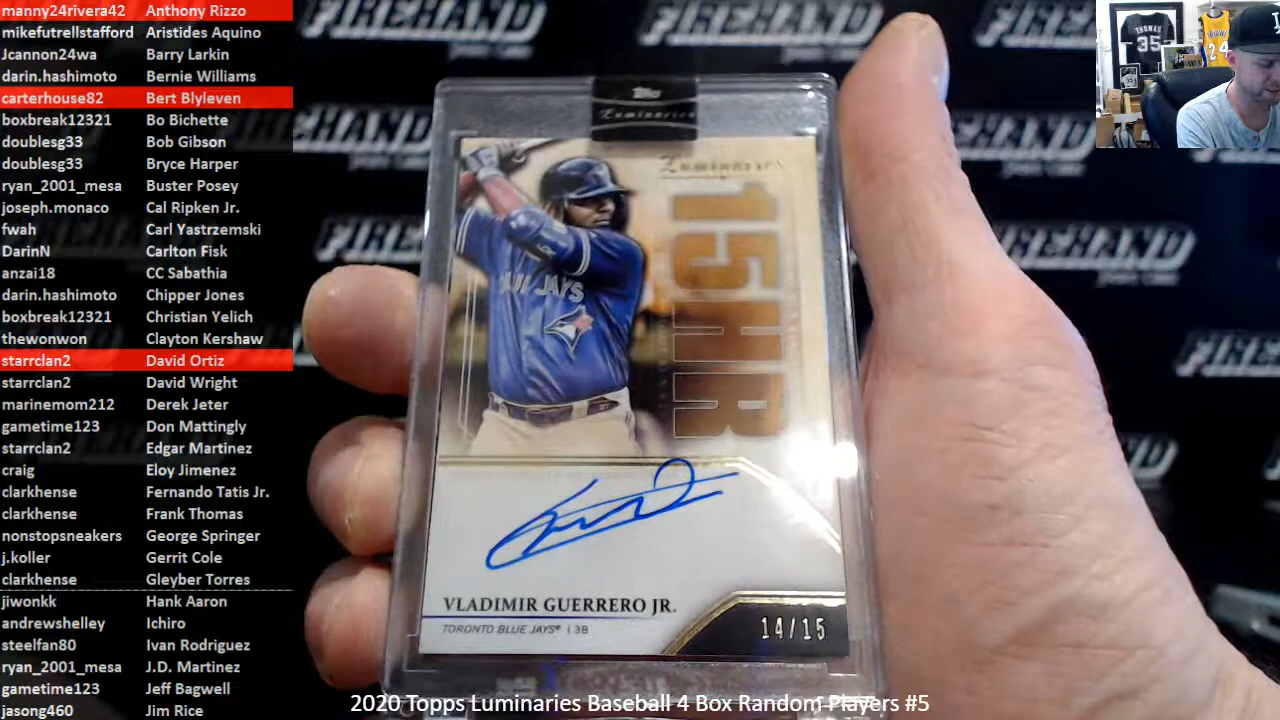 manny24rivera42 Anthony Rizzo
mikefutrellstafford Aristides Aquino
Jcannon24wa Barry Larkin
darin.hashimoto Bernie Williams
carterhouse82 Bert Blyleven
boxbreak12321 Bo Bichette
doublesg33 Bob Gibson
doublesg33 Bryce Harper
ryan_2001_mesa Buster Posey
joseph.monaco Cal Ripken Jr.
fwah Carl Yastrzemski
DarinN Carlton Fisk
anzai18 CC Sabathia
darin.hashimoto Chipper Jones
boxbreak12321 Christian Yelich
thewonwon Clayton Kershaw
starrclan2 David Ortiz
starrclan2 David Wright
marinemom212 Derek Jeter
gametime123 Don Mattingly
starrclan2 Edgar Martinez
craig Eloy Jimenez
clarkhense Fernando Tatis Jr.
clarkhense Frank Thomas
nonstopsneakers George Springer
j.koller Gerrit Cole
clarkhense Gleyber Torres
jiwonkk Hank Aaron
andrewshelley Ichiro
steelfan80 Ivan Rodriguez
ryan_2001_mesa J.D. Martinez
gametime123 Jeff Bagwell
jasong460 Jim Rice
FIREHAND
FIREHAND
FIREHAND
FIREHAND
FIREHAND
FIREHAND
Topps
Luminaries
Luminaries
15HR
JAYS
VLADIMIR GUERRERO JR.
TORONTO BLUE JAYS® | 3B
14/15
THOMAS
35
24
2020 Topps Luminaries Baseball 4 Box Random Players #5